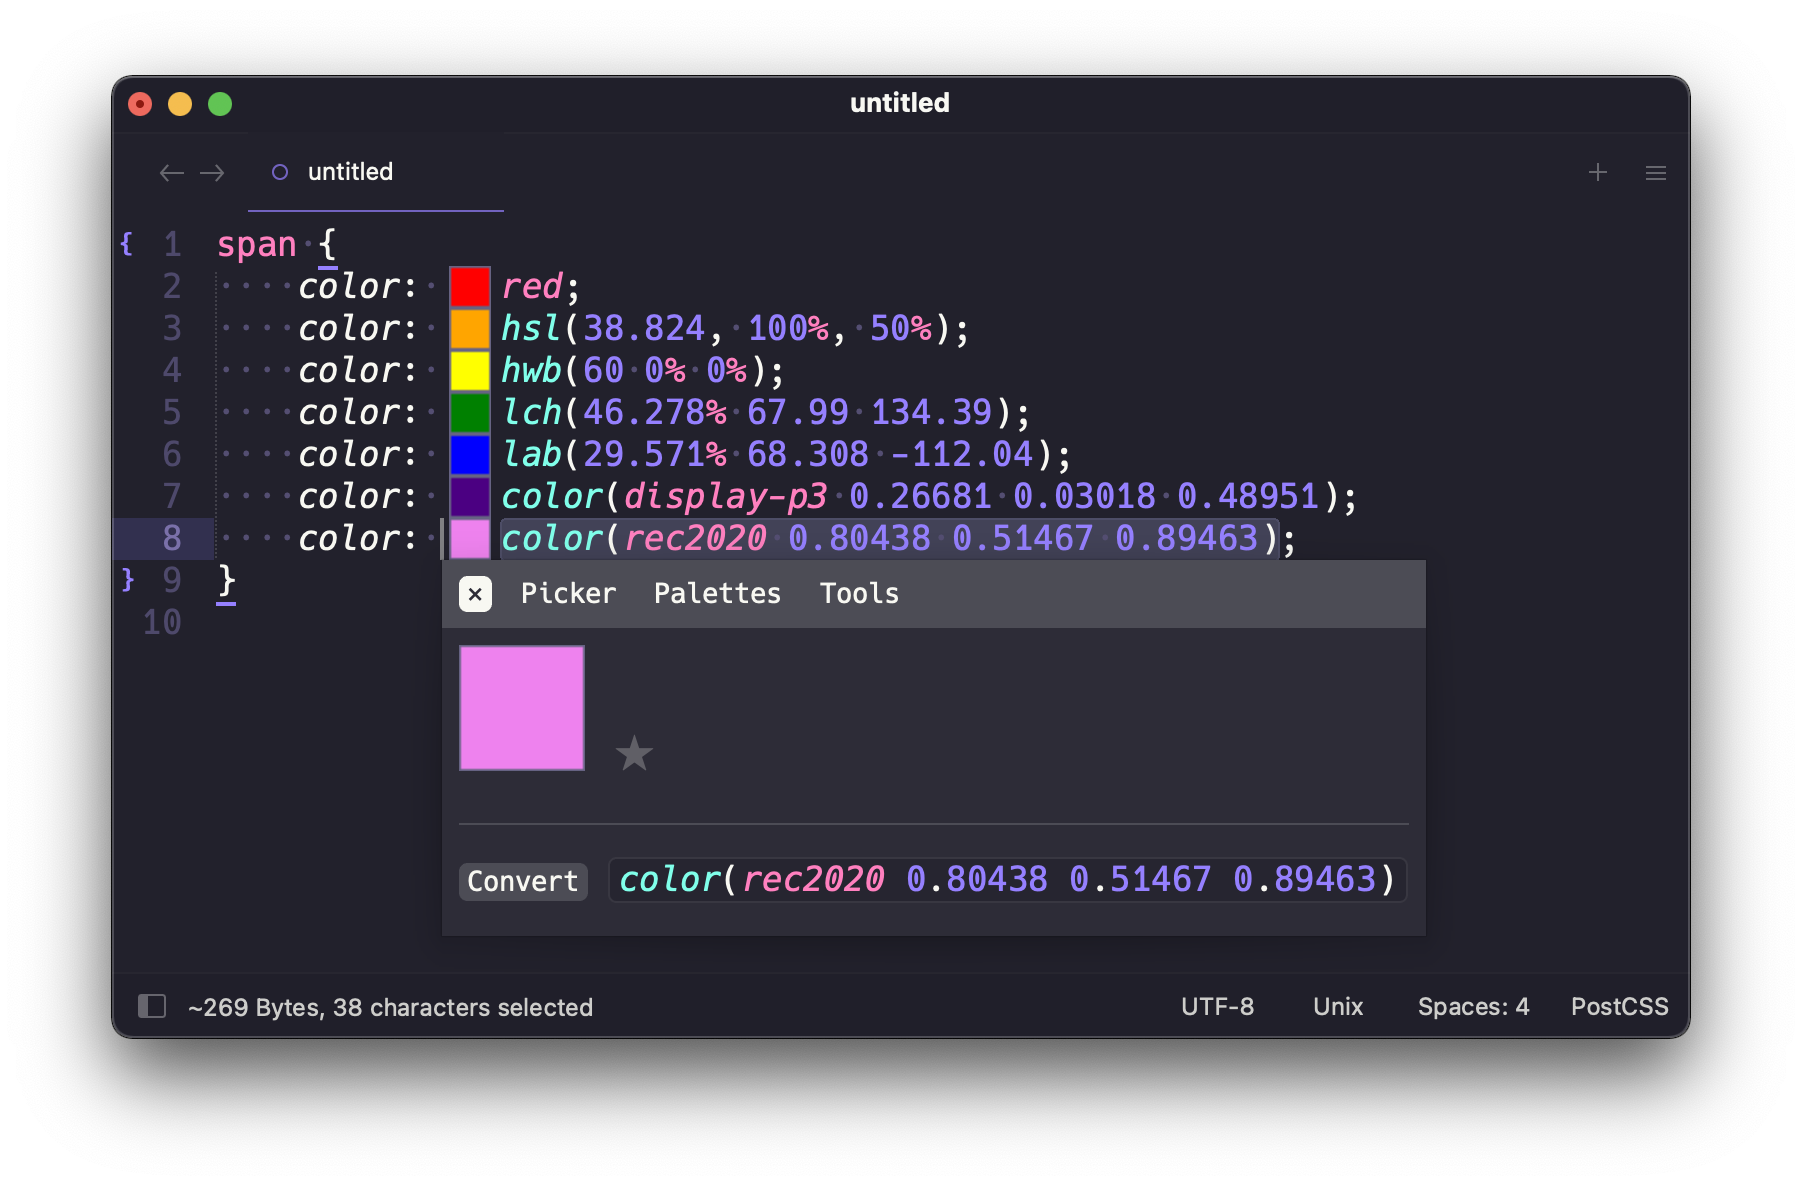 untitled
untitled
{ 1 span {
2 color: red;
3 color: hsl(38.824, 100%, 50%);
4 color: hwb(60 0% 0%);
5 color: lch(46.278% 67.99 134.39);
6 color: lab(29.571% 68.308 -112.04);
7 color: color(display-p3 0.26681 0.03018 0.48951);
8 color: color(rec2020 0.80438 0.51467 0.89463);
} 9 }
10
× Picker Palettes Tools
Convert color(rec2020 0.80438 0.51467 0.89463)
~269 Bytes, 38 characters selected UTF-8 Unix Spaces: 4 PostCSS